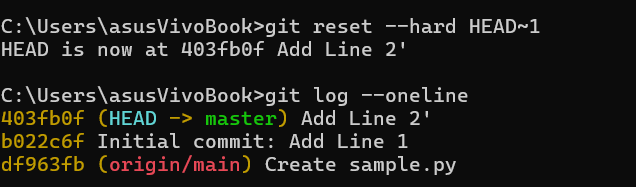 C:\Users\asusVivoBook>git reset --hard HEAD~1
HEAD is now at 403fb0f Add Line 2'
C:\Users\asusVivoBook>git log --oneline
403fb0f (HEAD -> master) Add Line 2'
b022c6f Initial commit: Add Line 1
df963fb (origin/main) Create sample.py